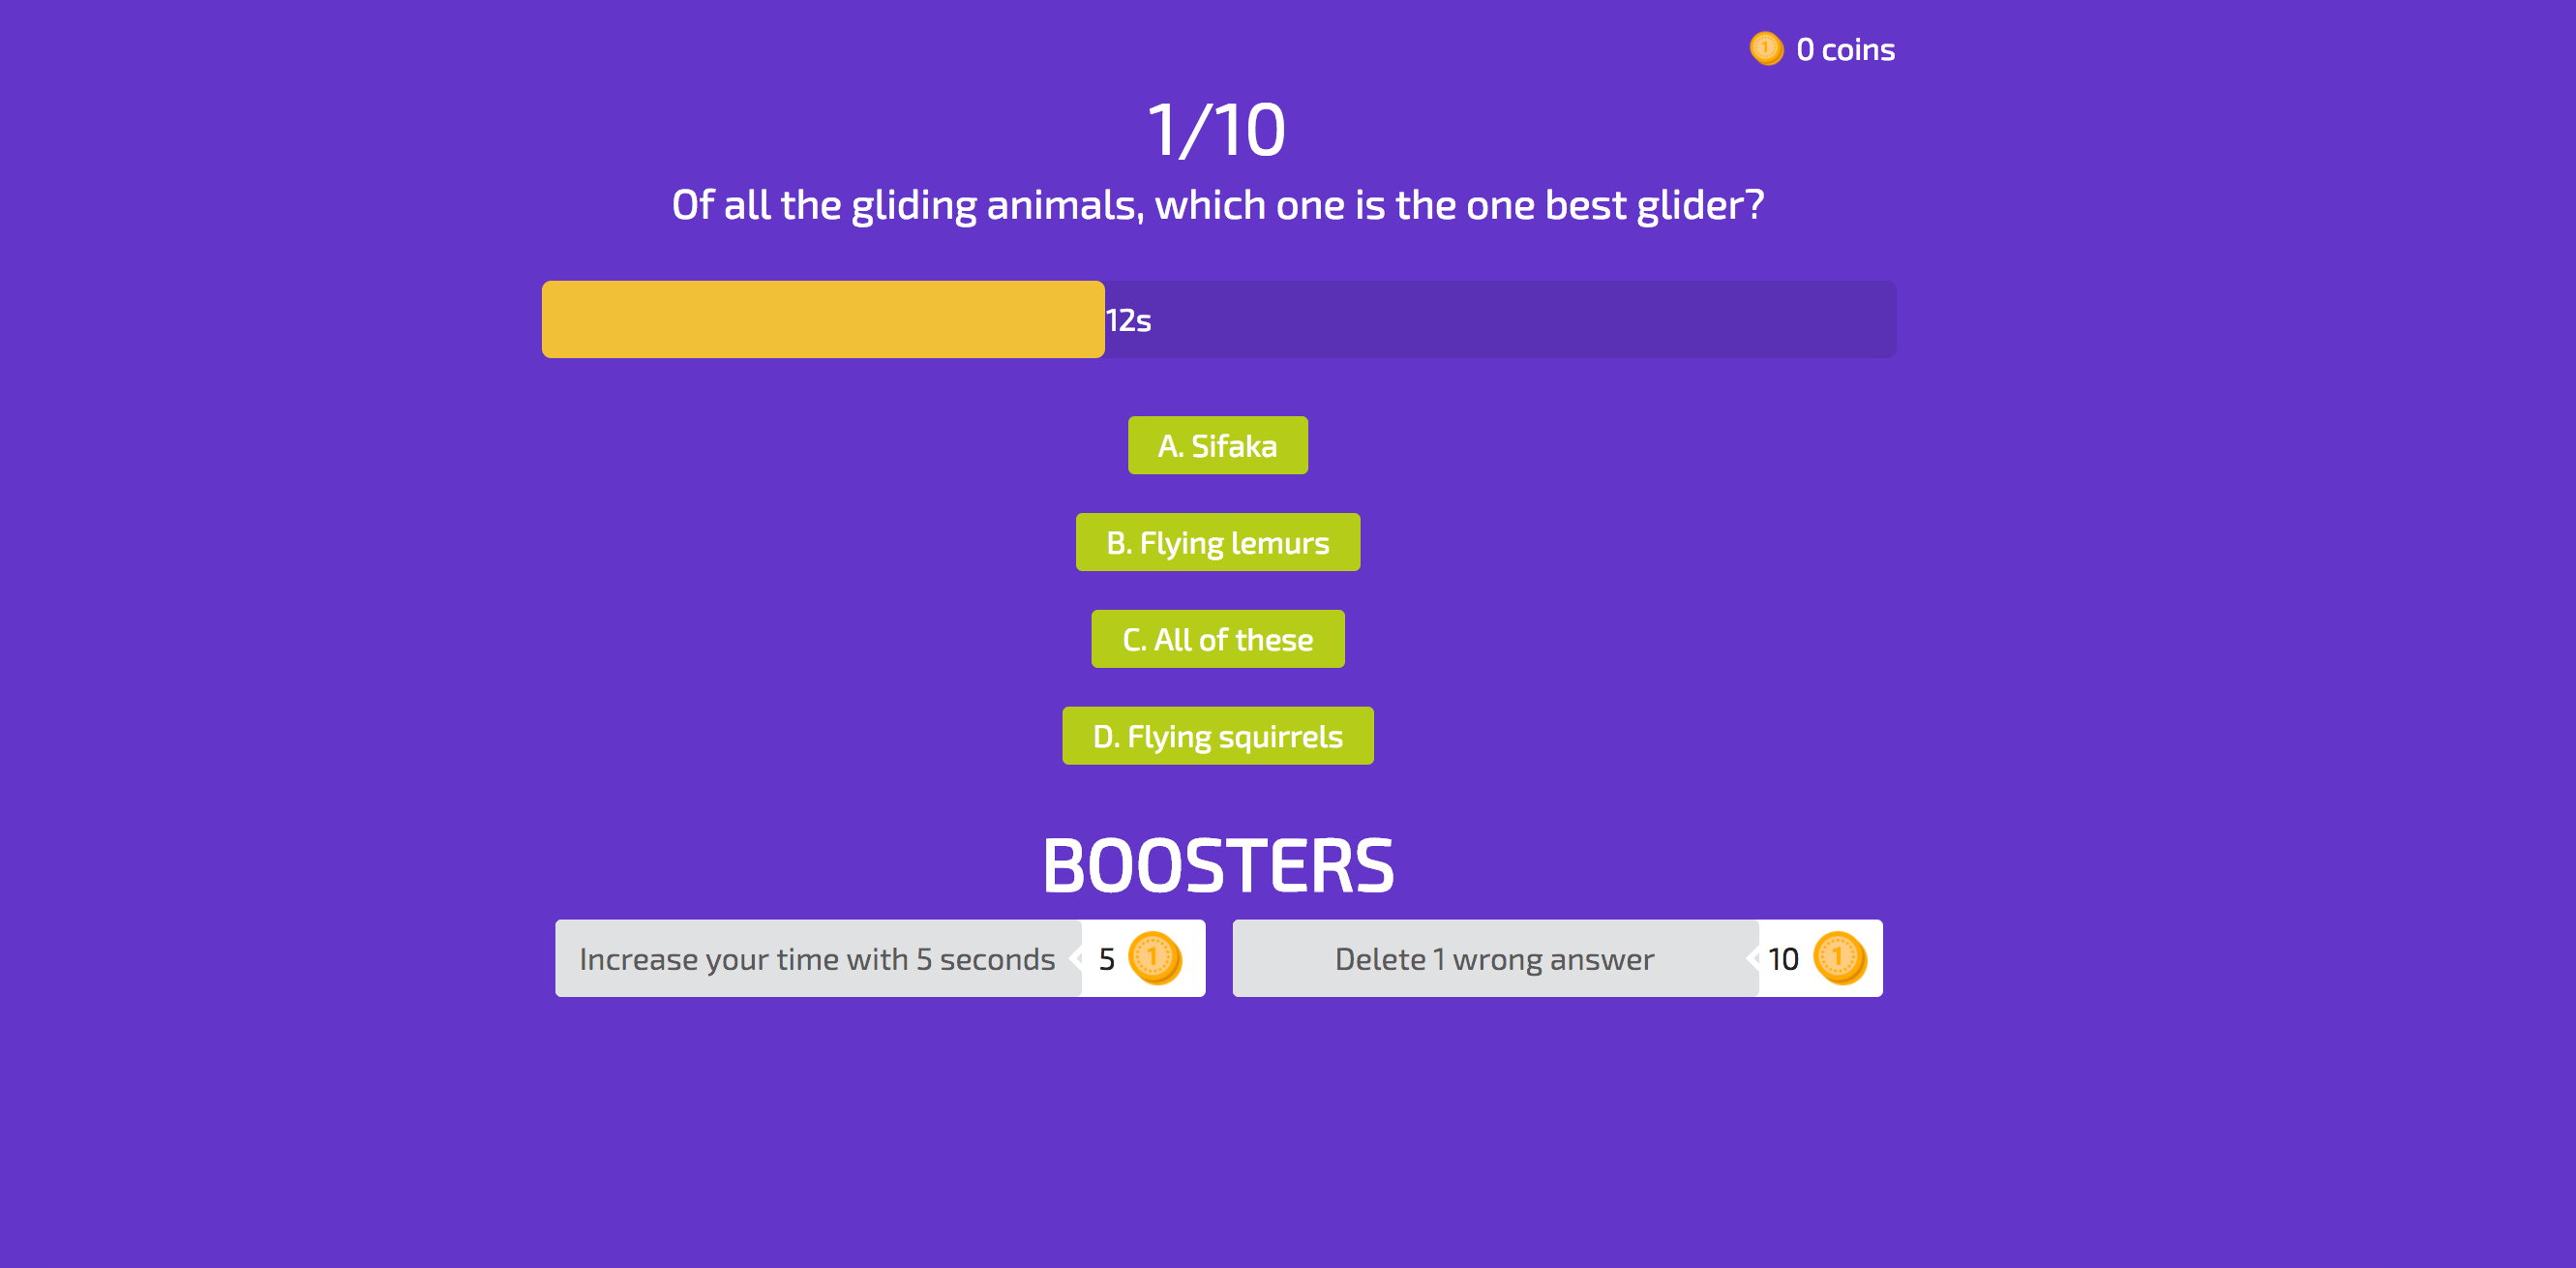 0 coins
1/10
Of all the gliding animals, which one is the one best glider?
12s
A. Sifaka
B. Flying lemurs
C. All of these
D. Flying squirrels
BOOSTERS
Increase your time with 5 seconds 5 1
Delete 1 wrong answer 10 1